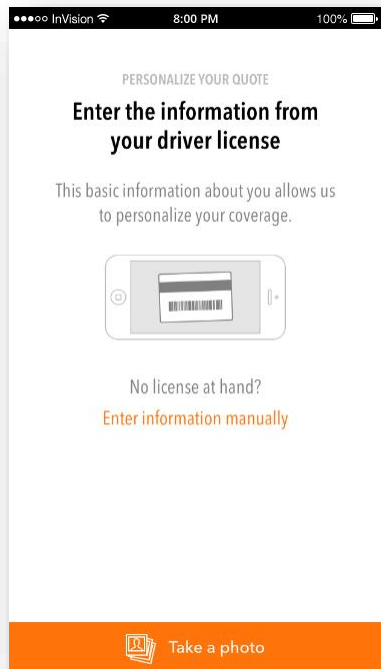 InVision 8:00 PM 100%
PERSONALIZE YOUR QUOTE
Enter the information from
your driver license
This basic information about you allows us
to personalize your coverage.
No license at hand?
Enter information manually
Take a photo